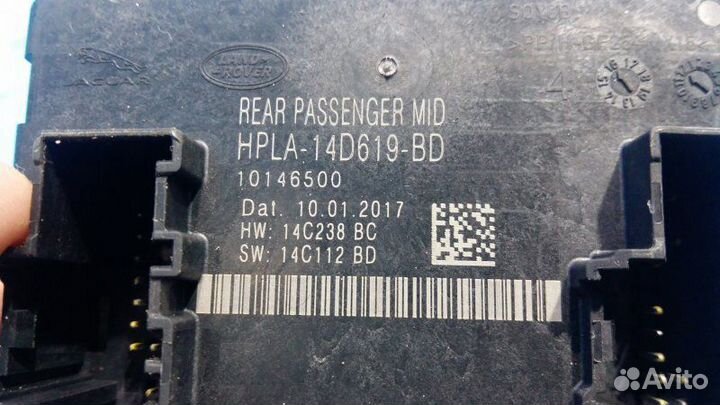 JAGUAR
LAND-
-ROVER
REAR PASSENGER MID
HPLA-14D619-BD
10146500
Dat. 10.01.2017
HW: 14C238 BC
SW: 14C112 BD
4
Avito